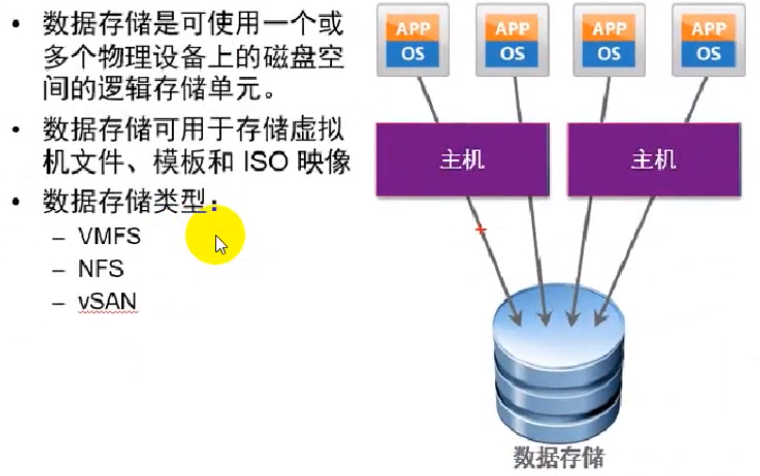 • 数据存储是可使用一个或
多个物理设备上的磁盘空
间的逻辑存储单元。
• 数据存储可用于存储虚拟
机文件、模板和 ISO 映像
• 数据存储类型：
– VMFS
– NFS
– vSAN
APP
OS
APP
OS
APP
OS
APP
OS
主机
主机
数据存储